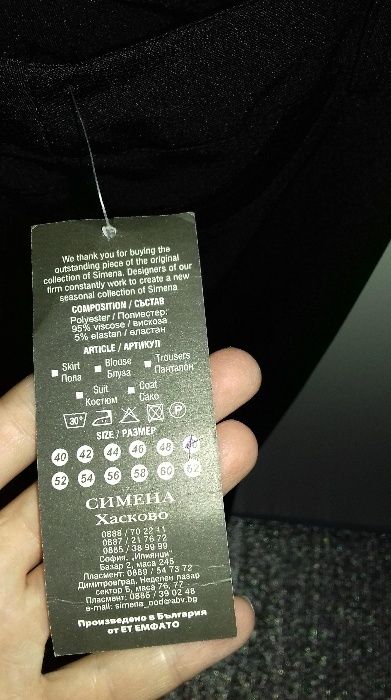 We thank you for buying the
outstanding piece of the original
collection of Simena. Designers of our
firm constantly work to create a new
seasonal collection of Simena
COMPOSITION / СЪСТАВ
Polyester / Полиестер:
95% viscose / вискоза
5% elastan / еластан
ARTICLE / АРТИКУЛ
Skirt Blouse Trousers
Пола Блуза Панталон
Suit Coat
Костюм Сако
30° P
SIZE / РАЗМЕР
40 42 44 46 48
52 54 56 58 60 62
СИМЕНА
Хасково
0888 / 70 22 11
0887 / 21 76 72
0885 / 38 99 99
София, „Илиянци"
Базар 2, маса 245
Пласмент: 0889 / 54 73 72
Димитровград, Неделен пазар
сектор Б, маса 76, 77
Пласмент: 0886 / 39 02 48
e-mail: simena_ood@abv.bg
Произведено в България
от ЕТ ЕМФАТО